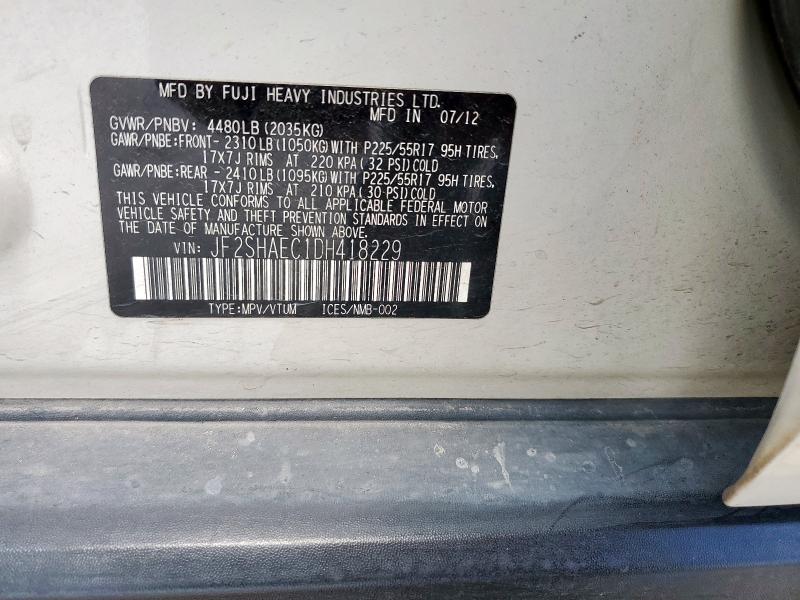 MFD BY FUJI HEAVY INDUSTRIES LTD.
MFD IN 07/12
GVWR/PNBV: 4480LB (2035KG)
GAWR/PNBE:FRONT- 2310LB (1050KG)WITH P225/55R17 95H TIRES,
17X7J RIMS AT 220 KPA (32 PSI) COLD
GAWR/PNBE:REAR - 2410LB (1095KG)WITH P225/55R17 95H TIRES,
17X7J RIMS AT 210 KPA (30 PSI) COLD
THIS VEHICLE CONFORMS TO ALL APPLICABLE FEDERAL MOTOR
VEHICLE SAFETY AND THEFT PREVENTION STANDARDS IN EFFECT ON
THE DATE OF MANUFACTURE SHOWN ABOVE.
VIN: JF2SHAEC1DH418229
TYPE:MPV/VTUM ICES/NMB-002